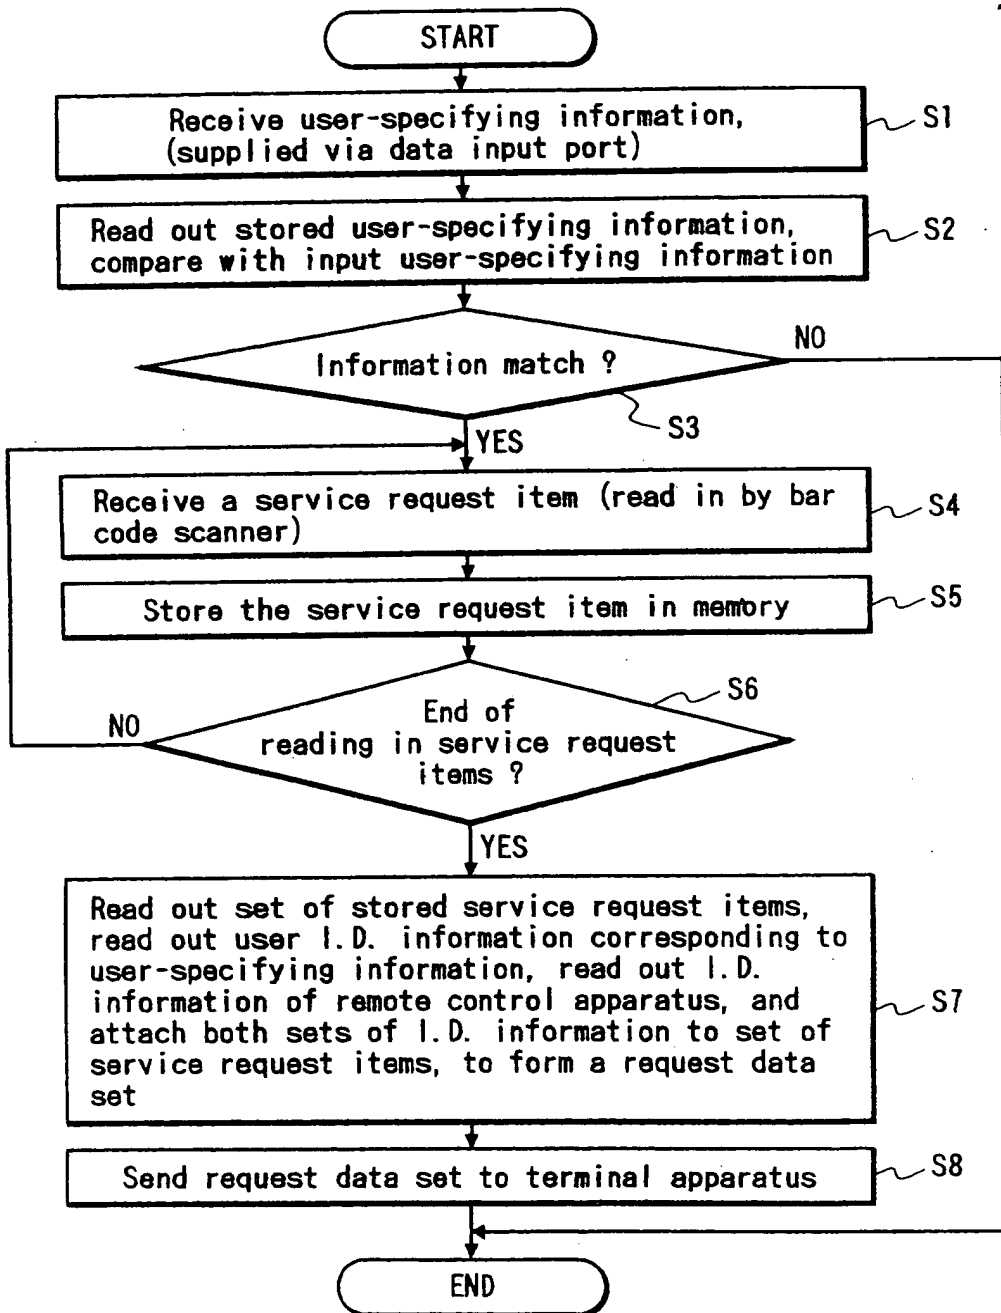 START
Receive user-specifying information,
(supplied via data input port)
S1
Read out stored user-specifying information,
compare with input user-specifying information
S2
Information match ?
NO
S3
YES
Receive a service request item (read in by bar
code scanner)
S4
Store the service request item in memory
S5
End of
reading in service request
items ?
S6
NO
YES
Read out set of stored service request items,
read out user I.D. information corresponding to
user-specifying information, read out I.D.
information of remote control apparatus, and
attach both sets of I.D. information to set of
service request items, to form a request data
set
S7
Send request data set to terminal apparatus
S8
END